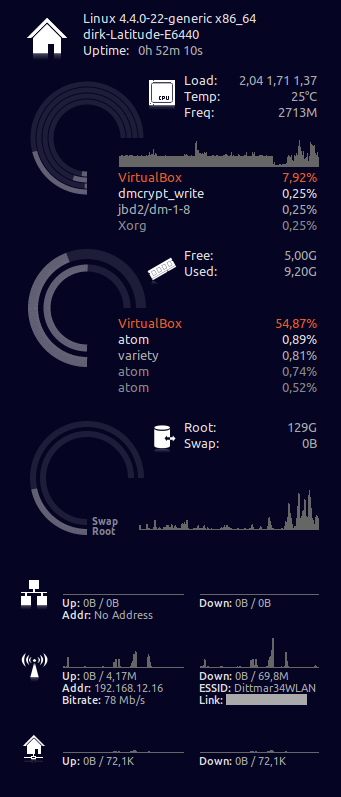 Linux 4.4.0-22-generic x86_64
dirk-Latitude-E6440
Uptime: 0h 52m 10s
CPU
Load: 2,04 1,71 1,37
Temp: 25°C
Freq: 2713M
VirtualBox 7,92%
dmcrypt_write 0,25%
jbd2/dm-1-8 0,25%
Xorg 0,25%
Free: 5,00G
Used: 9,20G
VirtualBox 54,87%
atom 0,89%
variety 0,81%
atom 0,74%
atom 0,52%
Root: 129G
Swap: 0B
Swap
Root
Up: 0B / 0B Down: 0B / 0B
Addr: No Address
Up: 0B / 4,17M Down: 0B / 69,8M
Addr: 192.168.12.16 ESSID: Dittmar34WLAN
Bitrate: 78 Mb/s Link:
Up: 0B / 72,1K Down: 0B / 72,1K